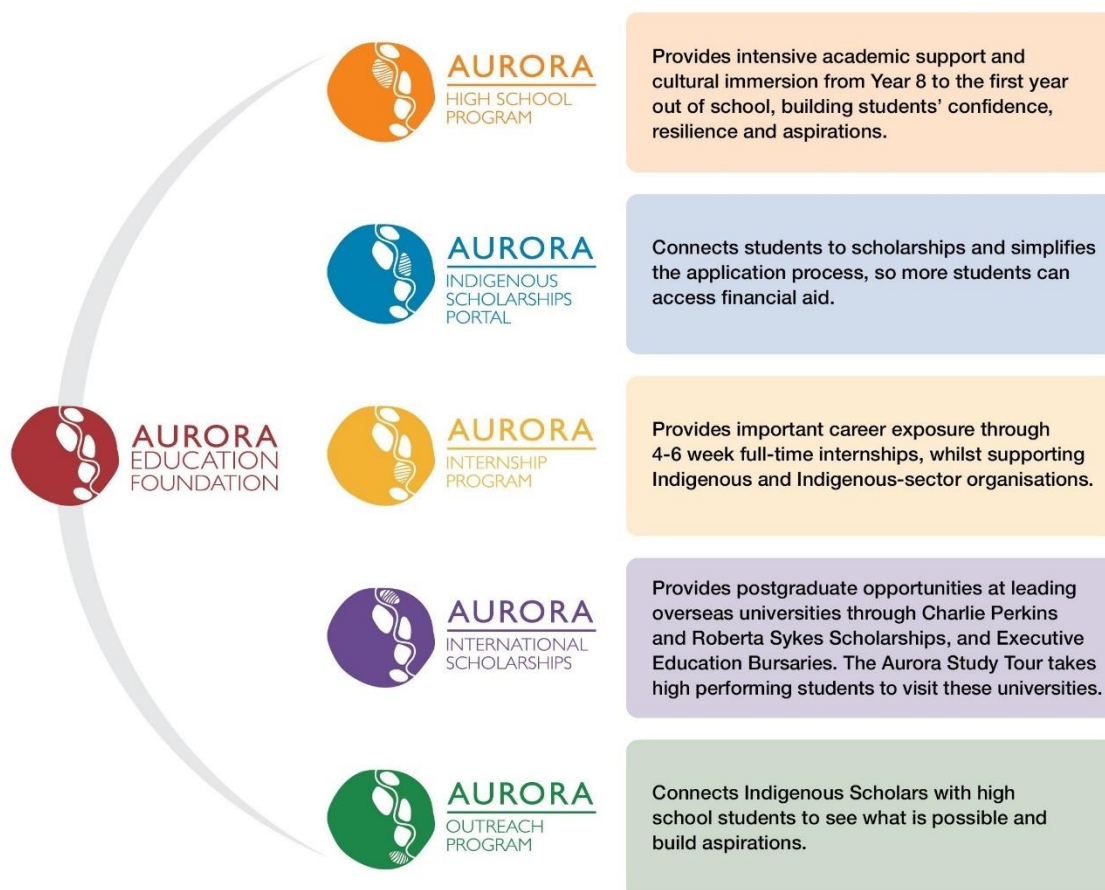 AURORA
EDUCATION
FOUNDATION
AURORA
HIGH SCHOOL
PROGRAM
Provides intensive academic support and
cultural immersion from Year 8 to the first year
out of school, building students’ confidence,
resilience and aspirations.
AURORA
INDIGENOUS
SCHOLARSHIPS
PORTAL
Connects students to scholarships and simplifies
the application process, so more students can
access financial aid.
AURORA
INTERNSHIP
PROGRAM
Provides important career exposure through
4-6 week full-time internships, whilst supporting
Indigenous and Indigenous-sector organisations.
AURORA
INTERNATIONAL
SCHOLARSHIPS
Provides postgraduate opportunities at leading
overseas universities through Charlie Perkins
and Roberta Sykes Scholarships, and Executive
Education Bursaries. The Aurora Study Tour takes
high performing students to visit these universities.
AURORA
OUTREACH
PROGRAM
Connects Indigenous Scholars with high
school students to see what is possible and
build aspirations.